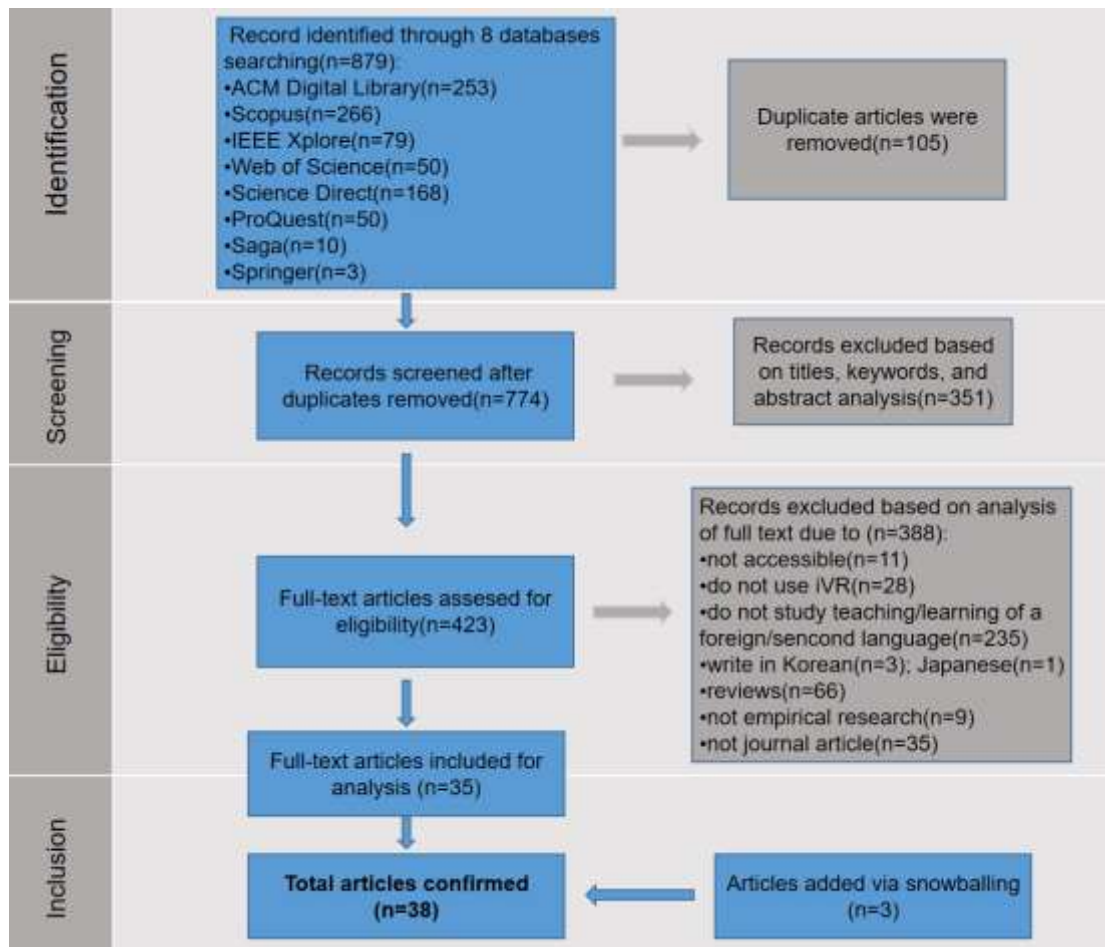 Identification
Record identified through 8 databases
searching(n=879):
•ACM Digital Library(n=253)
•Scopus(n=266)
•IEEE Xplore(n=79)
•Web of Science(n=50)
•Science Direct(n=168)
•ProQuest(n=50)
•Saga(n=10)
•Springer(n=3)
Duplicate articles were
removed(n=105)
Screening
Records screened after
duplicates removed(n=774)
Records excluded based
on titles, keywords, and
abstract analysis(n=351)
Eligibility
Full-text articles assesed for
eligibility(n=423)
Records excluded based on analysis
of full text due to (n=388):
•not accessible(n=11)
•do not use iVR(n=28)
•do not study teaching/learning of a
foreign/sencond language(n=235)
•write in Korean(n=3); Japanese(n=1)
•reviews(n=66)
•not empirical research(n=9)
•not journal article(n=35)
Full-text articles included for
analysis (n=35)
Inclusion
Total articles confirmed
(n=38)
Articles added via snowballing
(n=3)